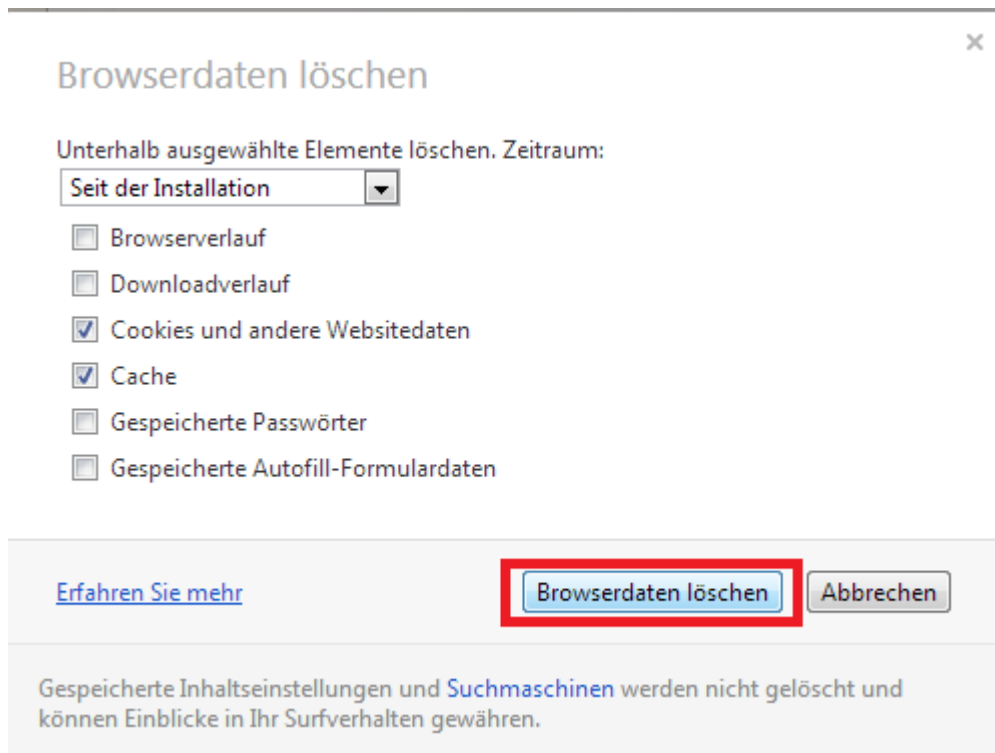 Browserdaten löschen
Unterhalb ausgewählte Elemente löschen. Zeitraum:
Seit der Installation
Browserverlauf
Downloadverlauf
Cookies und andere Websitedaten
Cache
Gespeicherte Passwörter
Gespeicherte Autofill-Formulardaten
Erfahren Sie mehr Browserdaten löschen Abbrechen
Gespeicherte Inhaltseinstellungen und Suchmaschinen werden nicht gelöscht und
können Einblicke in Ihr Surfverhalten gewähren.